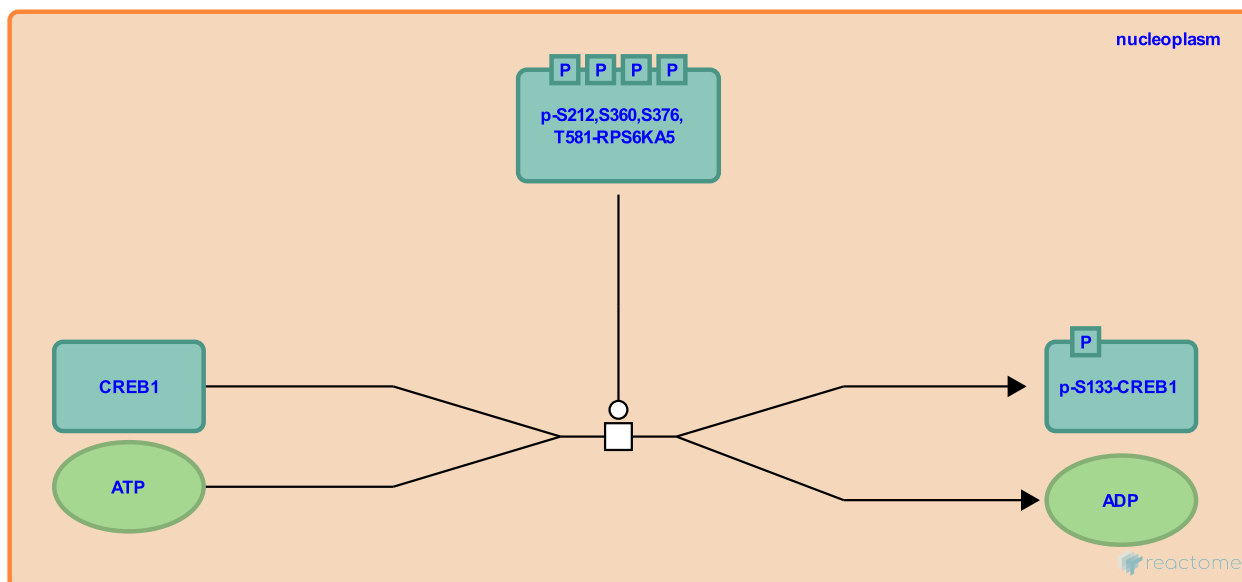 nucleoplasm
P P P P
p-S212,S360,S376,
T581-RPS6KA5
CREB1
P
p-S133-CREB1
ATP
ADP
reactome